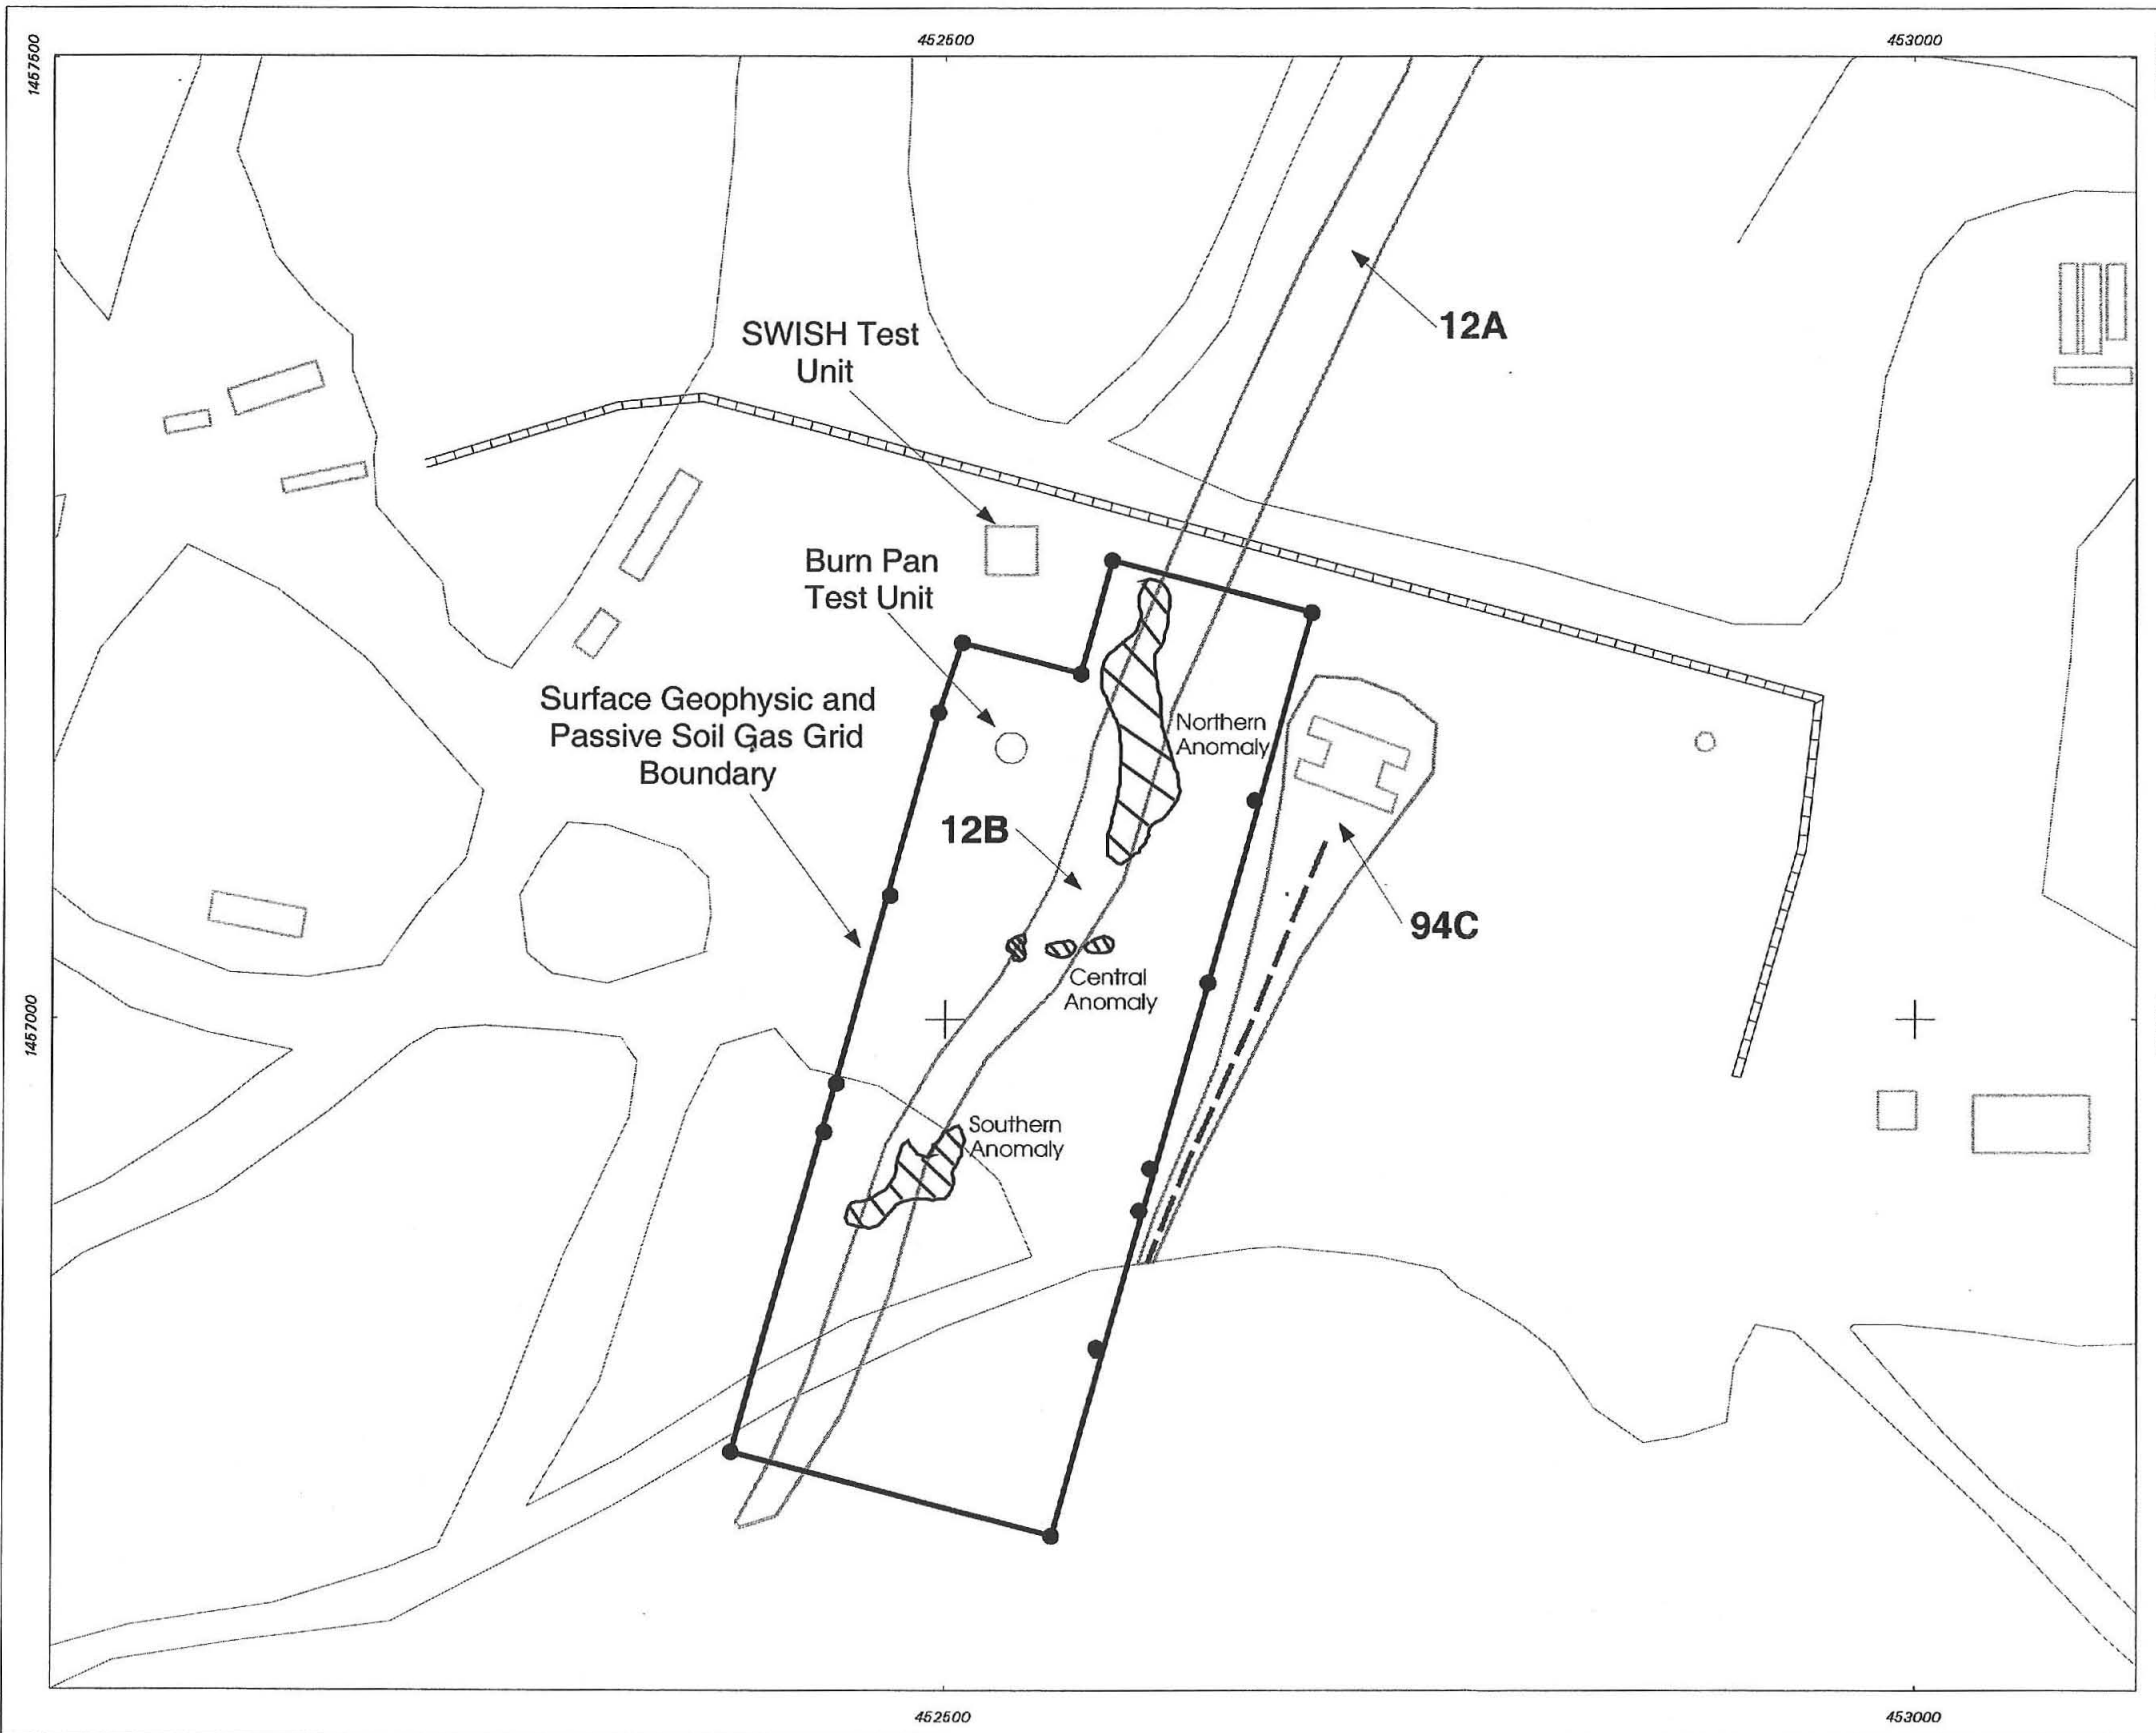 452500
453000
1457500
12A
SWISH Test
Unit
Burn Pan
Test Unit
Surface Geophysic and
Passive Soil Gas Grid
Boundary
Northern
Anomaly
12B
94C
Central
Anomaly
1457000
Southern
Anomaly
452500
453000